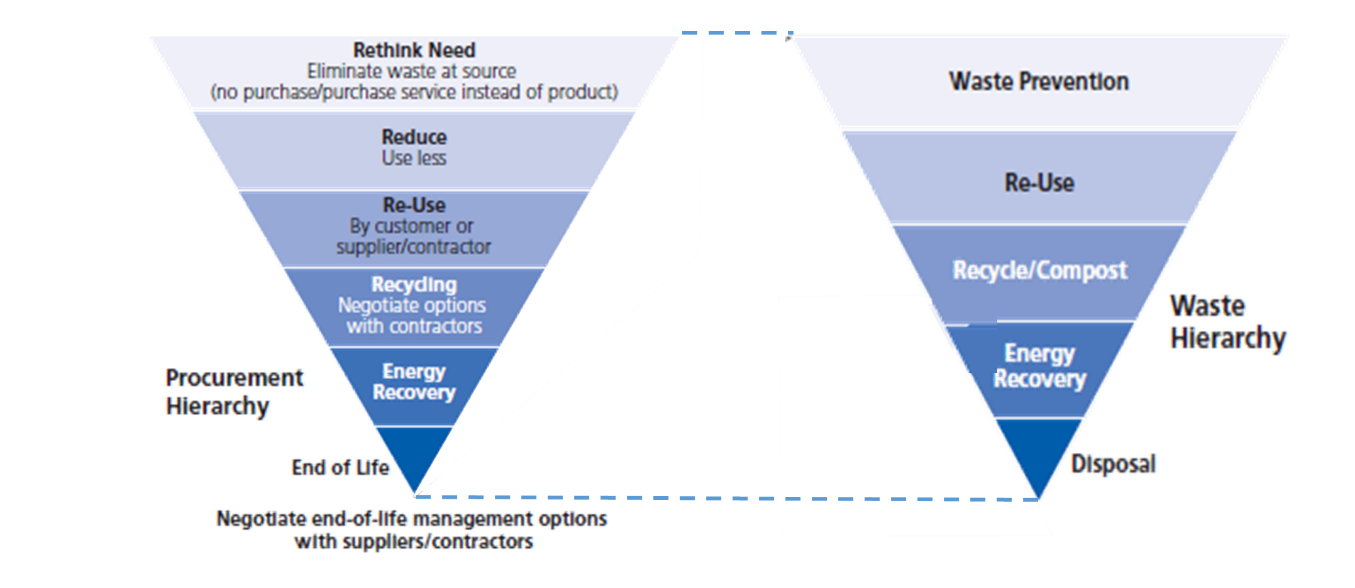 Rethink Need
Eliminate waste at source
(no purchase/purchase service instead of product)
Reduce
Use less
Re-Use
By customer or
supplier/contractor
Recycling
Negotiate options
with contractors
Energy
Recovery
Procurement
Hierarchy
End of Life
Negotiate end-of-life management options
with suppliers/contractors
Waste Prevention
Re-Use
Recycle/Compost
Energy
Recovery
Waste
Hierarchy
Disposal